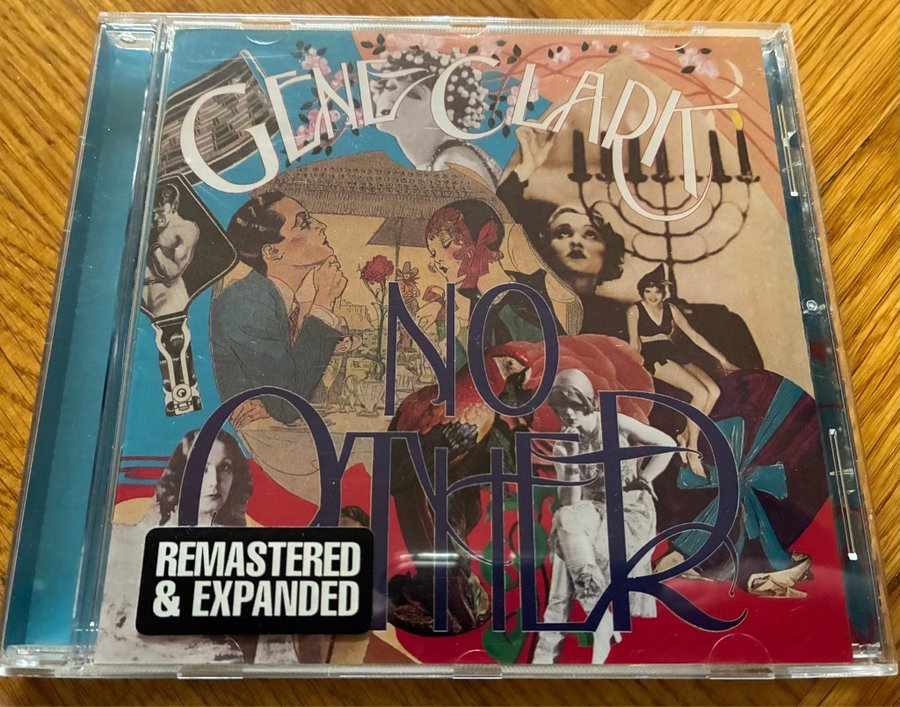 GENE CLARK
NO
OTHER
REMASTERED
& EXPANDED